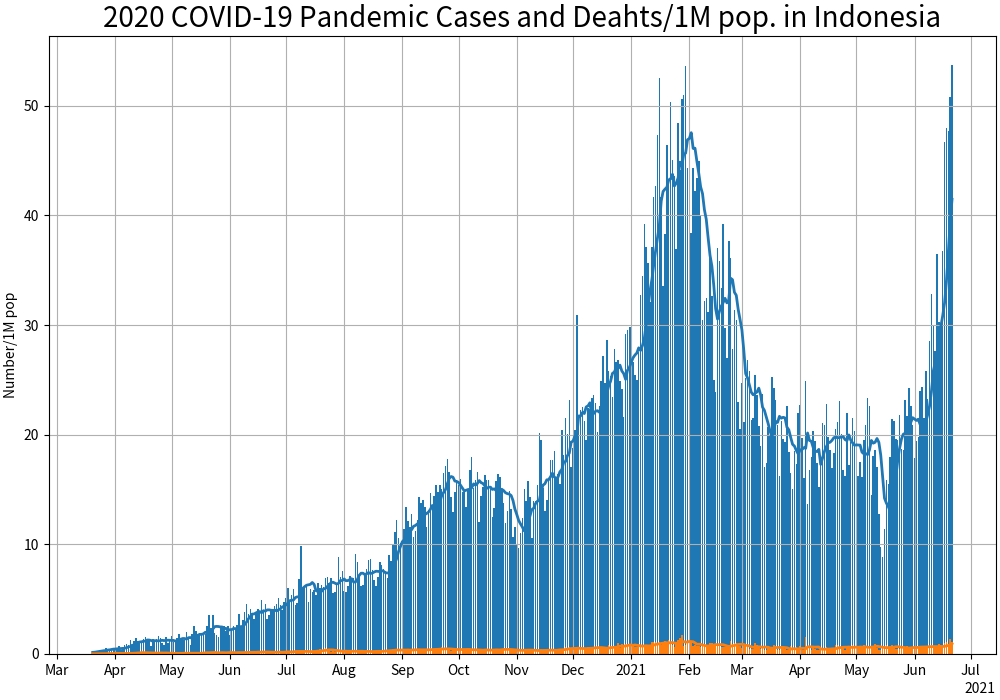 2020 COVID-19 Pandemic Cases and Deahts/1M pop. in Indonesia
Number/1M pop
50
40
30
20
10
0
Mar Apr May Jun Jul Aug Sep Oct Nov Dec 2021 Feb Mar Apr May Jun Jul
2021